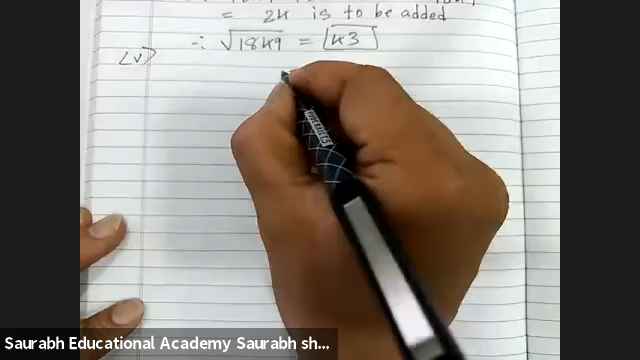 = 24 is to be added
∴ √1849 = 43
(v)
Saurabh Educational Academy Saurabh sh...